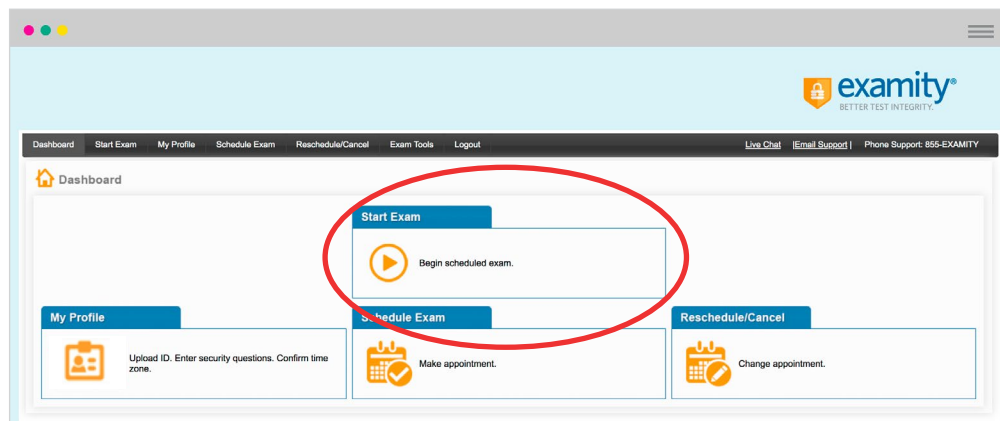 examity®
BETTER TEST INTEGRITY.
Dashboard Start Exam My Profile Schedule Exam Reschedule/Cancel Exam Tools Logout Live Chat |Email Support| Phone Support: 855-EXAMITY
Dashboard
Start Exam
Begin scheduled exam.
My Profile
Upload ID. Enter security questions. Confirm time
zone.
Schedule Exam
Make appointment.
Reschedule/Cancel
Change appointment.